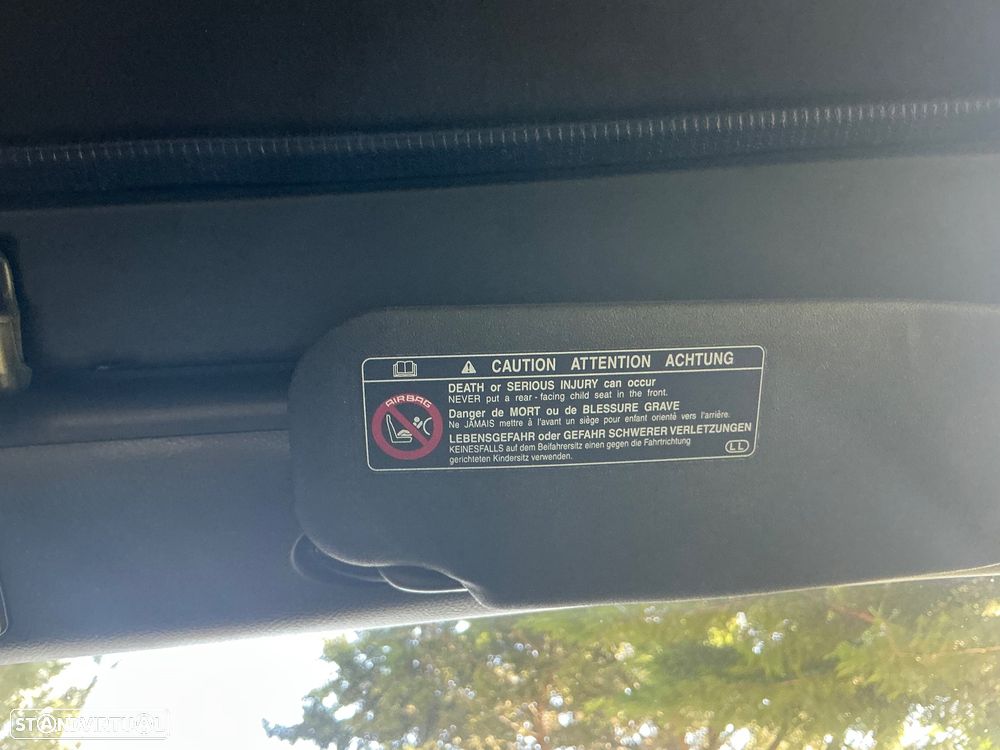 CAUTION ATTENTION ACHTUNG
DEATH or SERIOUS INJURY can occur
NEVER put a rear - facing child seat in the front.
AIRBAG
Danger de MORT ou de BLESSURE GRAVE
Ne JAMAIS mettre à l'avant un siège pour enfant orienté vers l'arrière.
LEBENSGEFAHR oder GEFAHR SCHWERER VERLETZUNGEN
KEINESFALLS auf dem Beifahrersitz einen gegen die Fahrtrichtung
gerichteten Kindersitz verwenden.
LL
STANDVIRTUAL